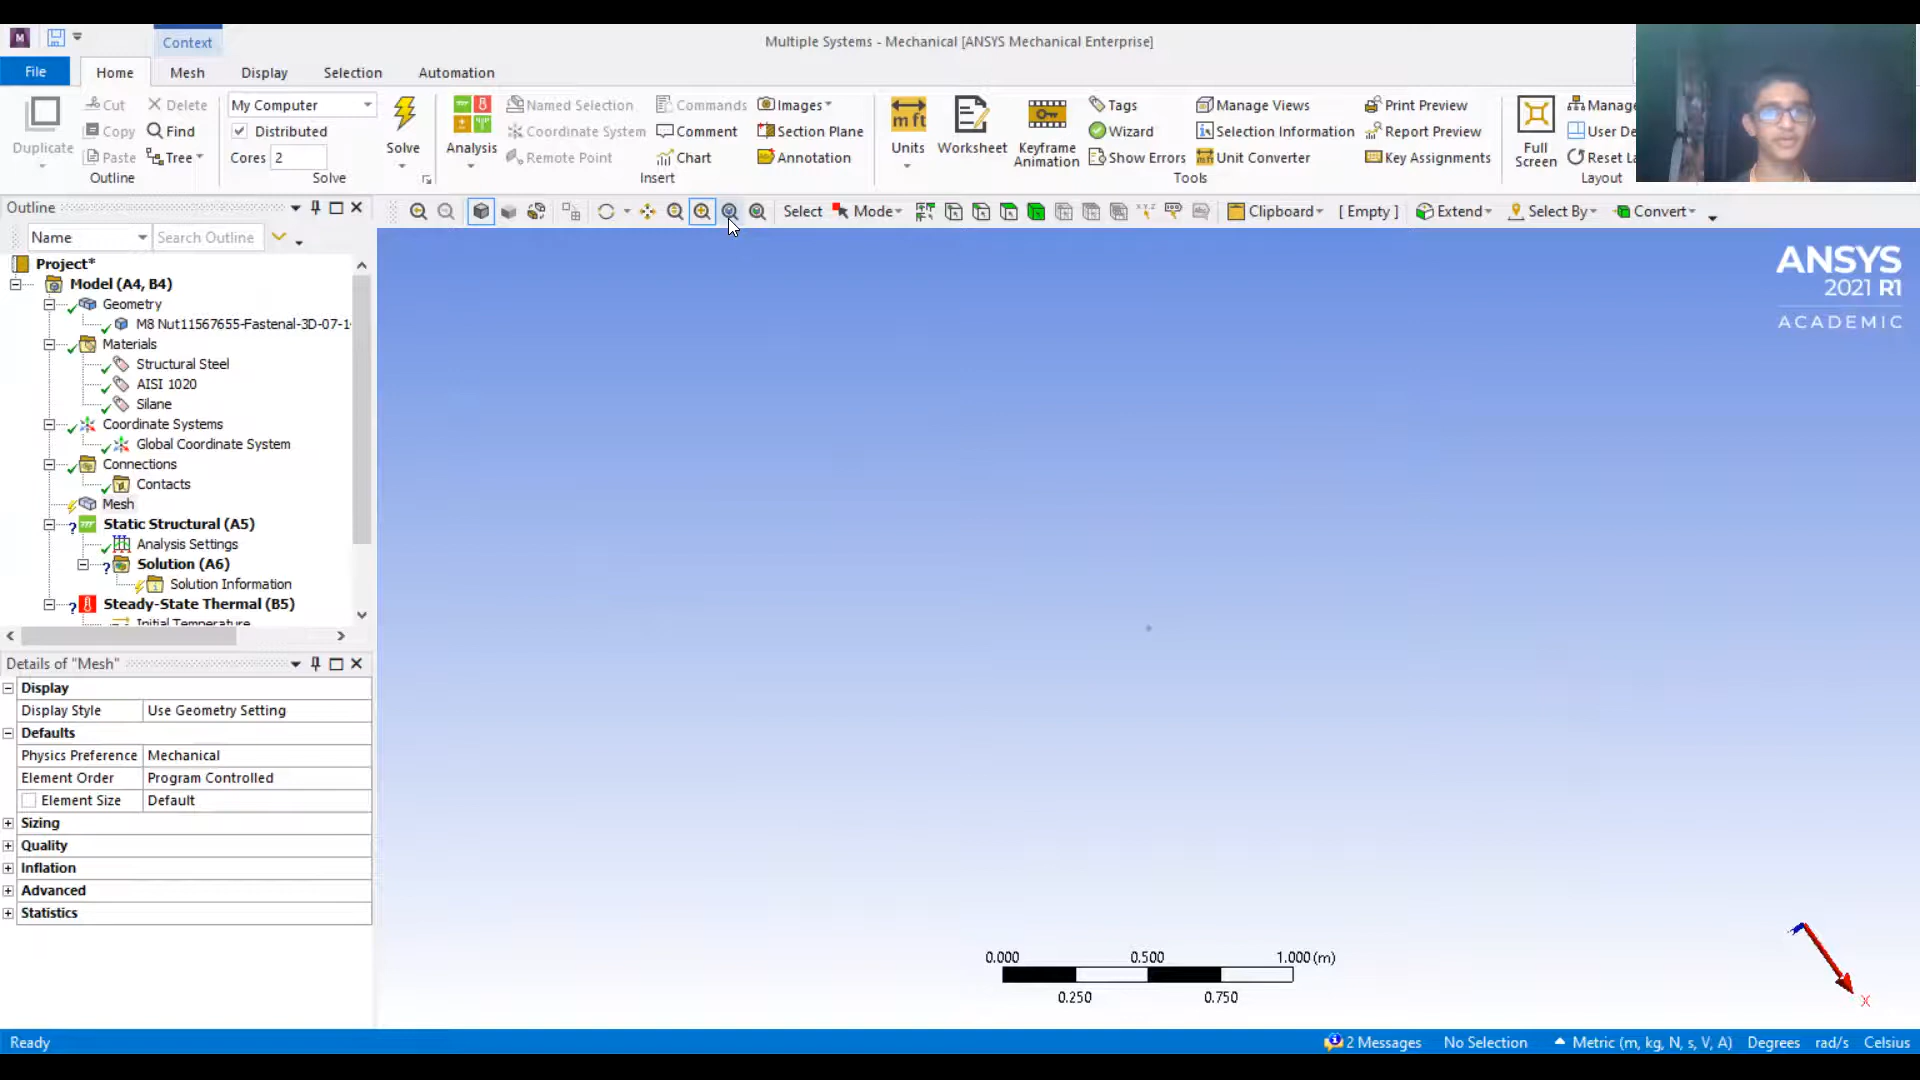 Context
Multiple Systems - Mechanical [ANSYS Mechanical Enterprise]
File Home Mesh Display Selection Automation
Duplicate
Cut
Copy
Paste
Delete
Find
Tree
Outline
My Computer
Distributed
Cores 2
Solve
Solve
Analysis
Named Selection
Coordinate System
Remote Point
Commands
Comment
Chart
Images
Section Plane
Annotation
Insert
Units
Worksheet
Keyframe Animation
Tags
Wizard
Show Errors
Manage Views
Selection Information
Unit Converter
Print Preview
Report Preview
Key Assignments
Tools
Full Screen
Manage
User De
Reset La
Layout
Outline
Select Mode Clipboard [ Empty ] Extend Select By Convert
Name Search Outline
Project*
Model (A4, B4)
Geometry
M8 Nut11567655-Fastenal-3D-07-1
Materials
Structural Steel
AISI 1020
Silane
Coordinate Systems
Global Coordinate System
Connections
Contacts
Mesh
Static Structural (A5)
Analysis Settings
Solution (A6)
Solution Information
Steady-State Thermal (B5)
Initial Temperature
Details of "Mesh"
Display
Display Style Use Geometry Setting
Defaults
Physics Preference Mechanical
Element Order Program Controlled
Element Size Default
Sizing
Quality
Inflation
Advanced
Statistics
ANSYS
2021 R1
ACADEMIC
0.000 0.500 1.000 (m)
0.250 0.750
X
Ready
2 Messages No Selection Metric (m, kg, N, s, V, A) Degrees rad/s Celsius